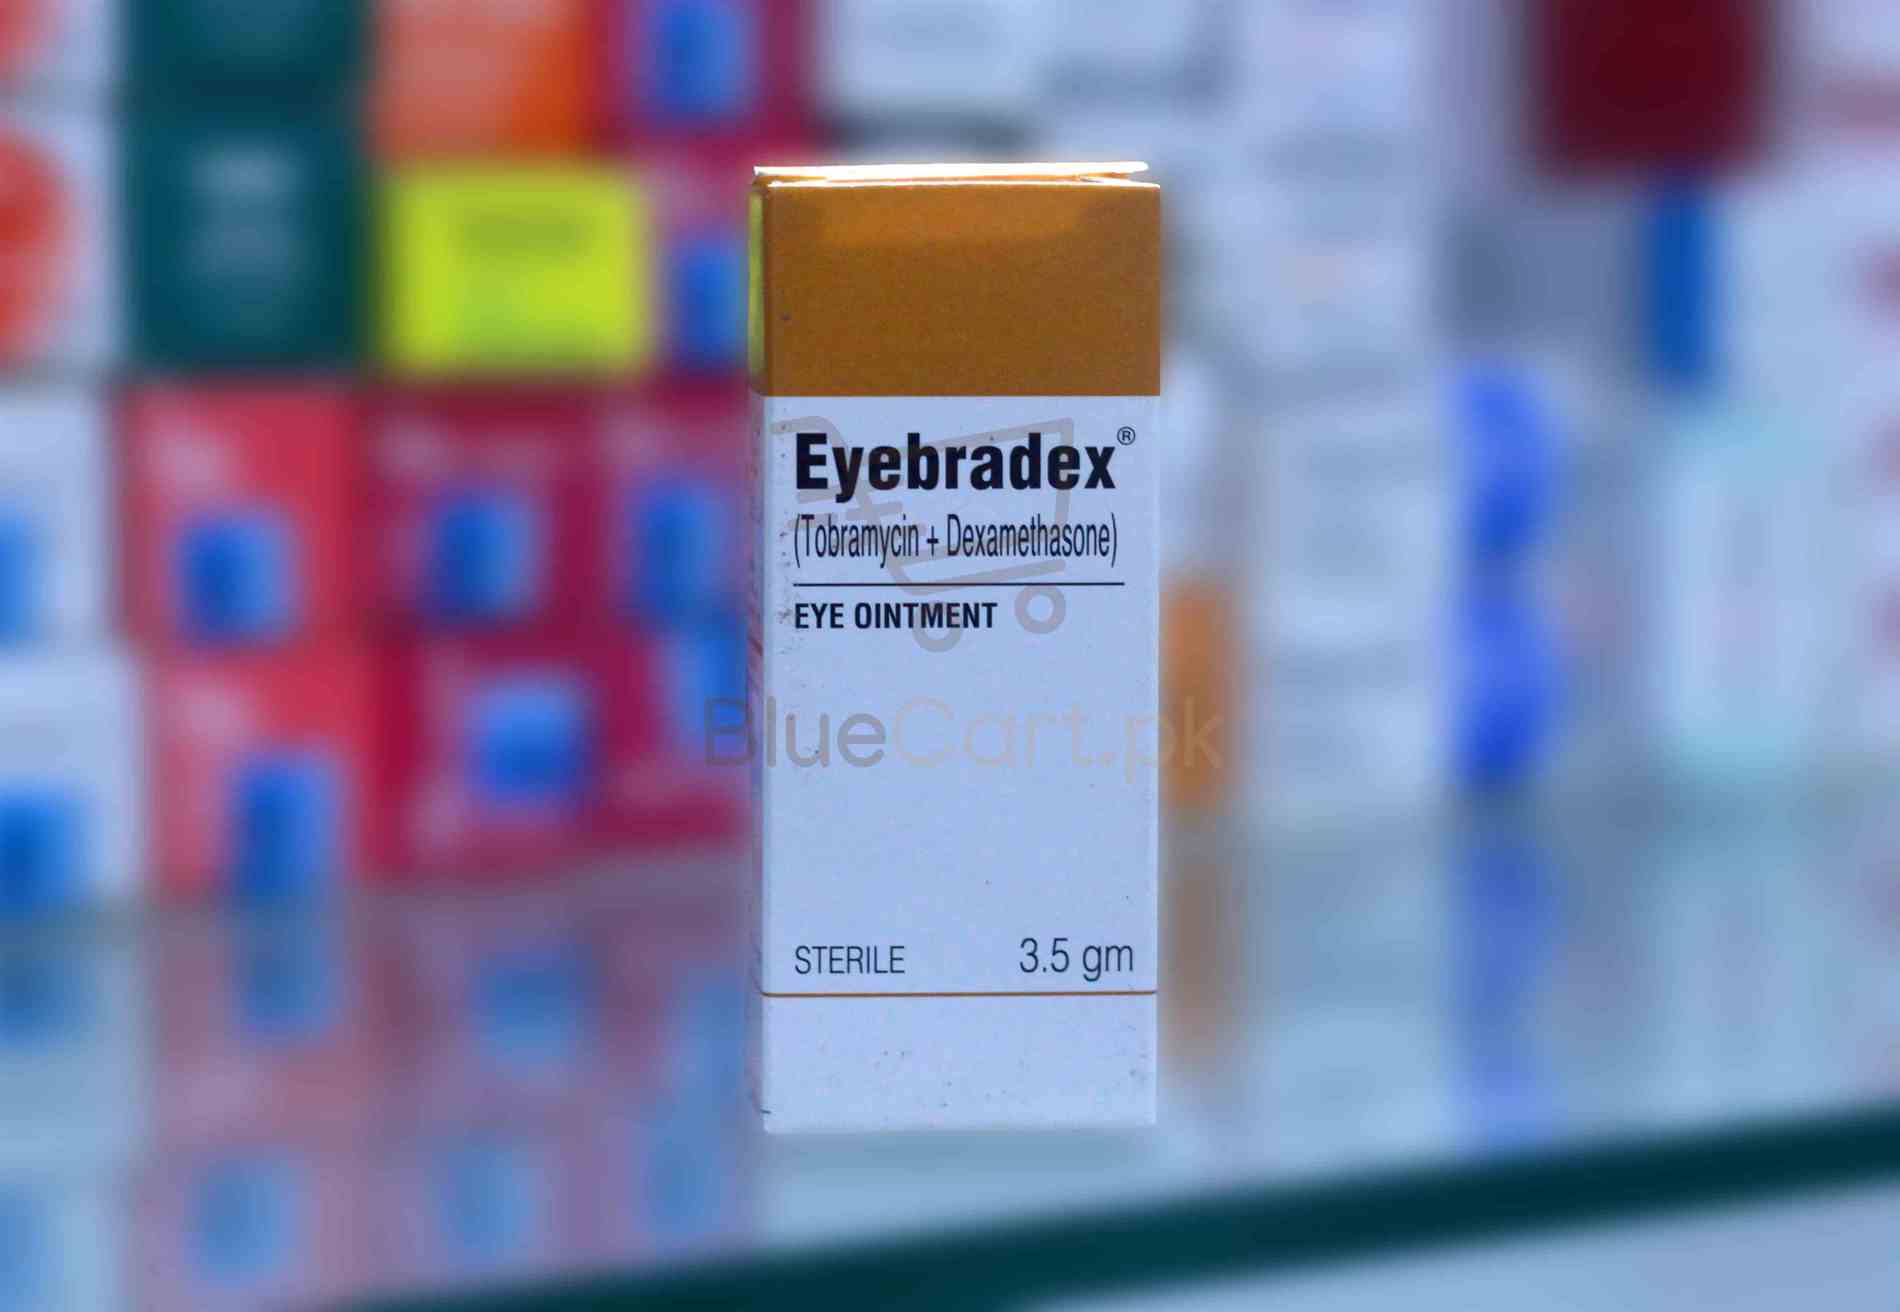 Eyebradex®
(Tobramycin + Dexamethasone)
EYE OINTMENT
BlueCart.pk
STERILE 3.5 gm